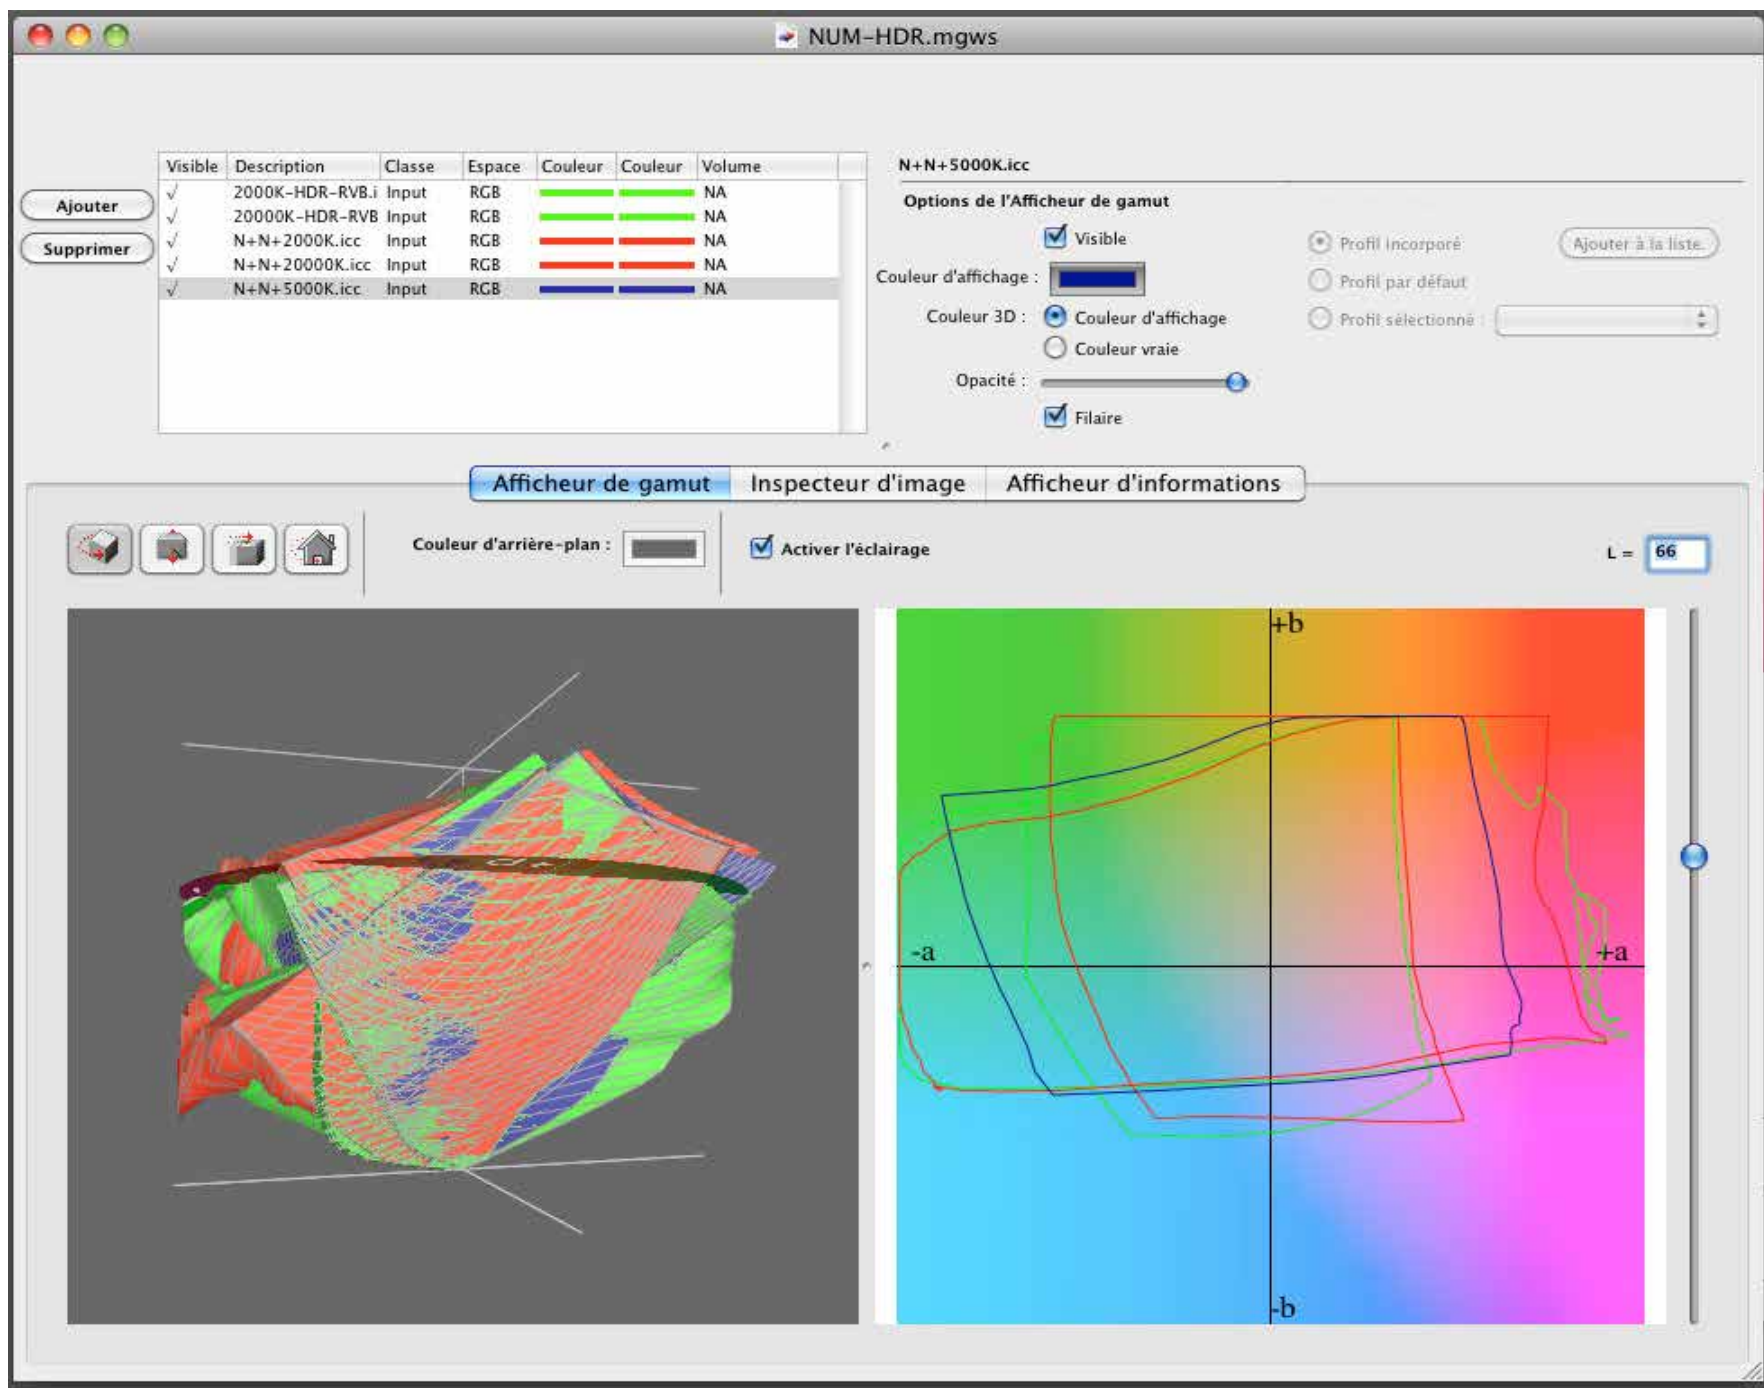 NUM-HDR.mgws
Ajouter
Supprimer
Visible Description Classe Espace Couleur Couleur Volume
√ 2000K-HDR-RVB.i Input RGB NA
√ 20000K-HDR-RVB Input RGB NA
√ N+N+2000K.icc Input RGB NA
√ N+N+20000K.icc Input RGB NA
√ N+N+5000K.icc Input RGB NA
N+N+5000K.icc
Options de l'Afficheur de gamut
Visible
Couleur d'affichage :
Couleur 3D : Couleur d'affichage
Couleur vraie
Opacité :
Filaire
Profil incorporé
Ajouter à la liste.
Profil par défaut
Profil sélectionné :
Afficheur de gamut Inspecteur d'image Afficheur d'informations
Couleur d'arrière-plan :
Activer l'éclairage
L = 66
+b
-a
+a
-b